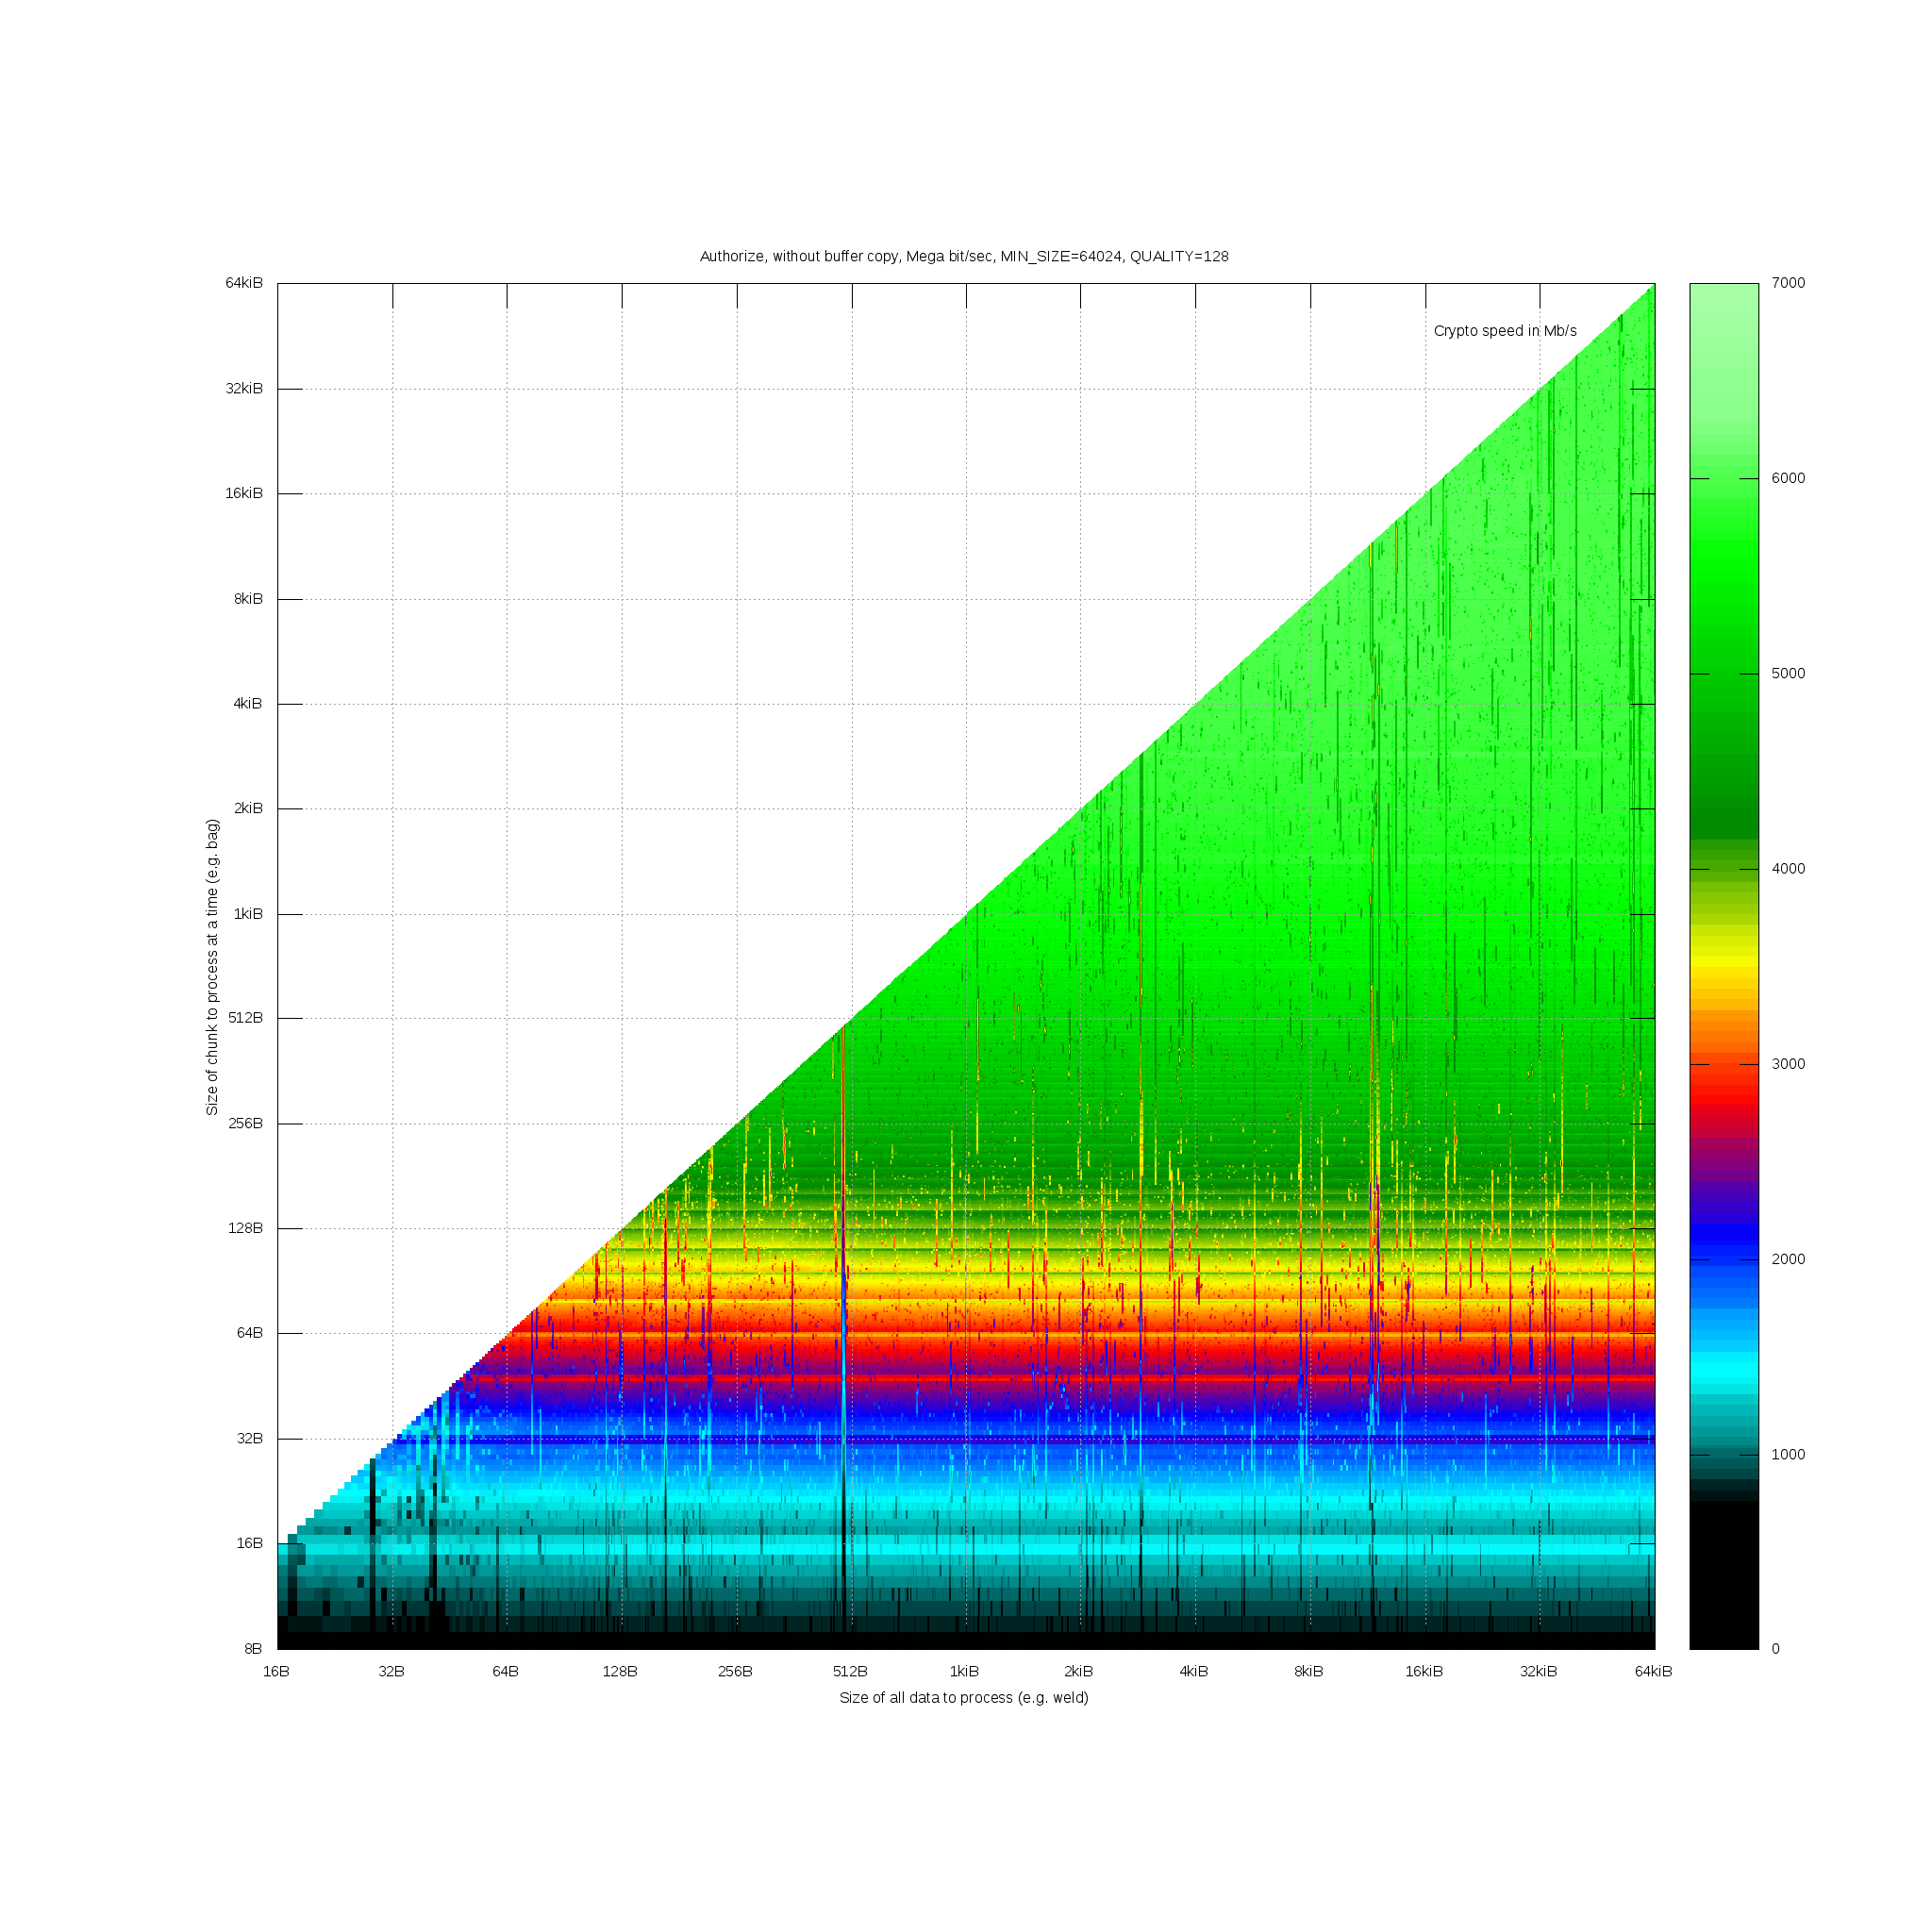 Authorize, without buffer copy, Mega bit/sec, MIN_SIZE=64024, QUALITY=128
Crypto speed in Mb/s
Size of chunk to process at a time (e.g. bag)
64kiB
32kiB
16kiB
8kiB
4kiB
2kiB
1kiB
512B
256B
128B
64B
32B
16B
8B
16B
32B
64B
128B
256B
512B
1kiB
2kiB
4kiB
8kiB
16kiB
32kiB
64kiB
Size of all data to process (e.g. weld)
7000
6000
5000
4000
3000
2000
1000
0